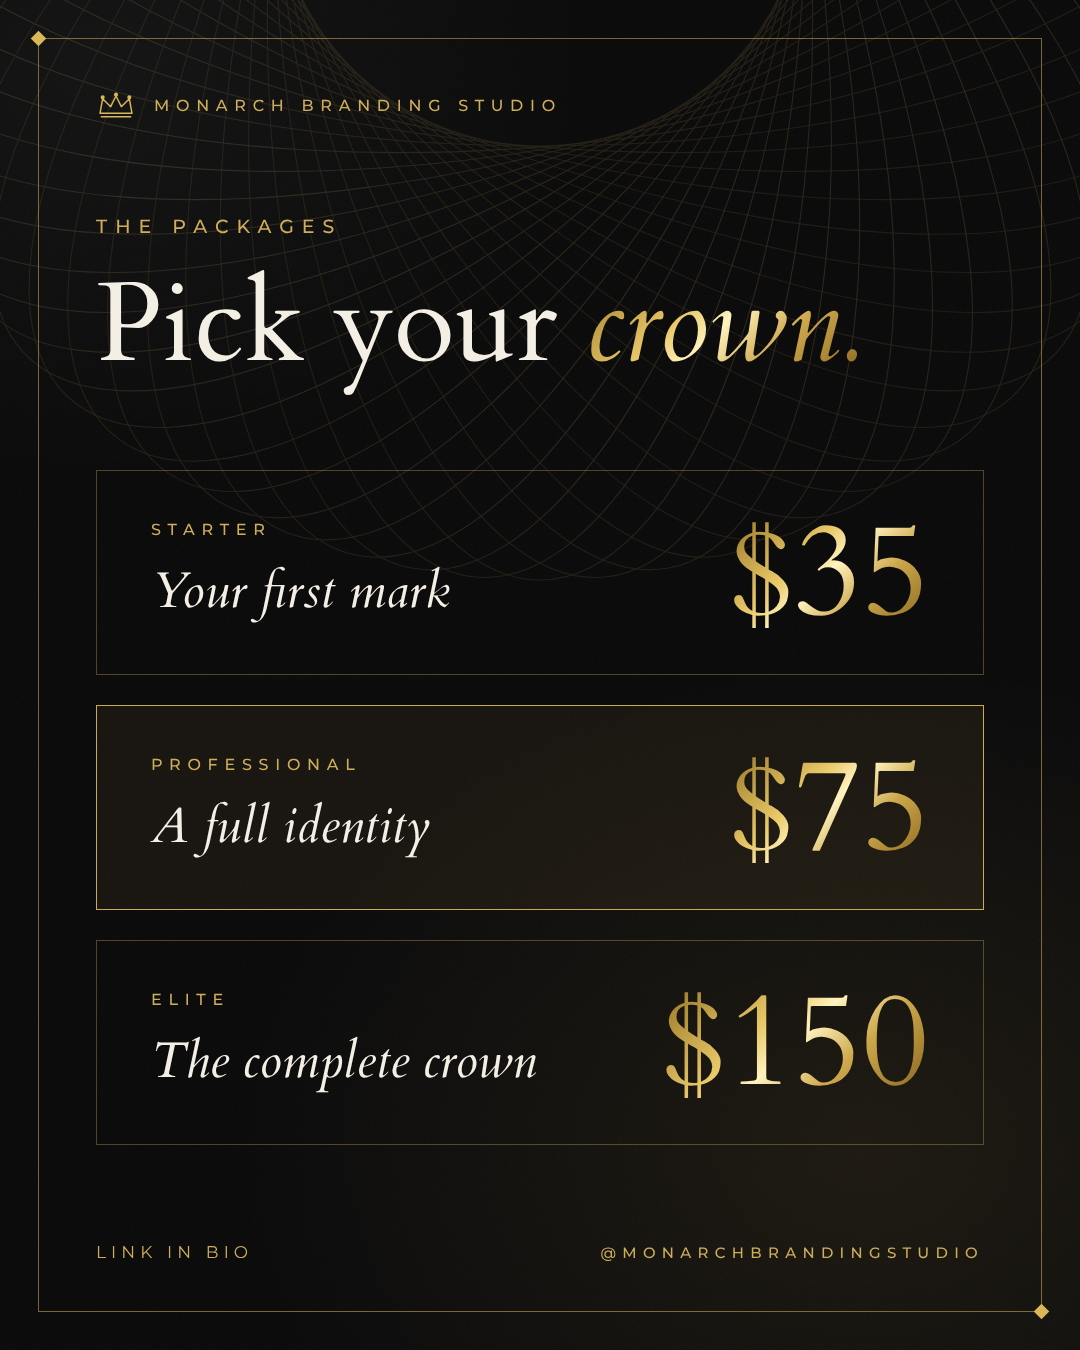 MONARCH BRANDING STUDIO
THE PACKAGES
Pick your crown.
STARTER
Your first mark
$35
PROFESSIONAL
A full identity
$75
ELITE
The complete crown
$150
LINK IN BIO
@MONARCHBRANDINGSTUDIO